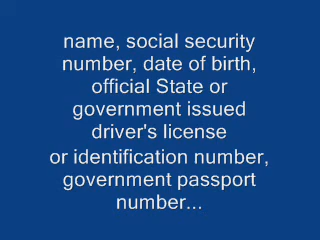 name, social security
number, date of birth,
official State or
government issued
driver's license
or identification number,
government passport
number...